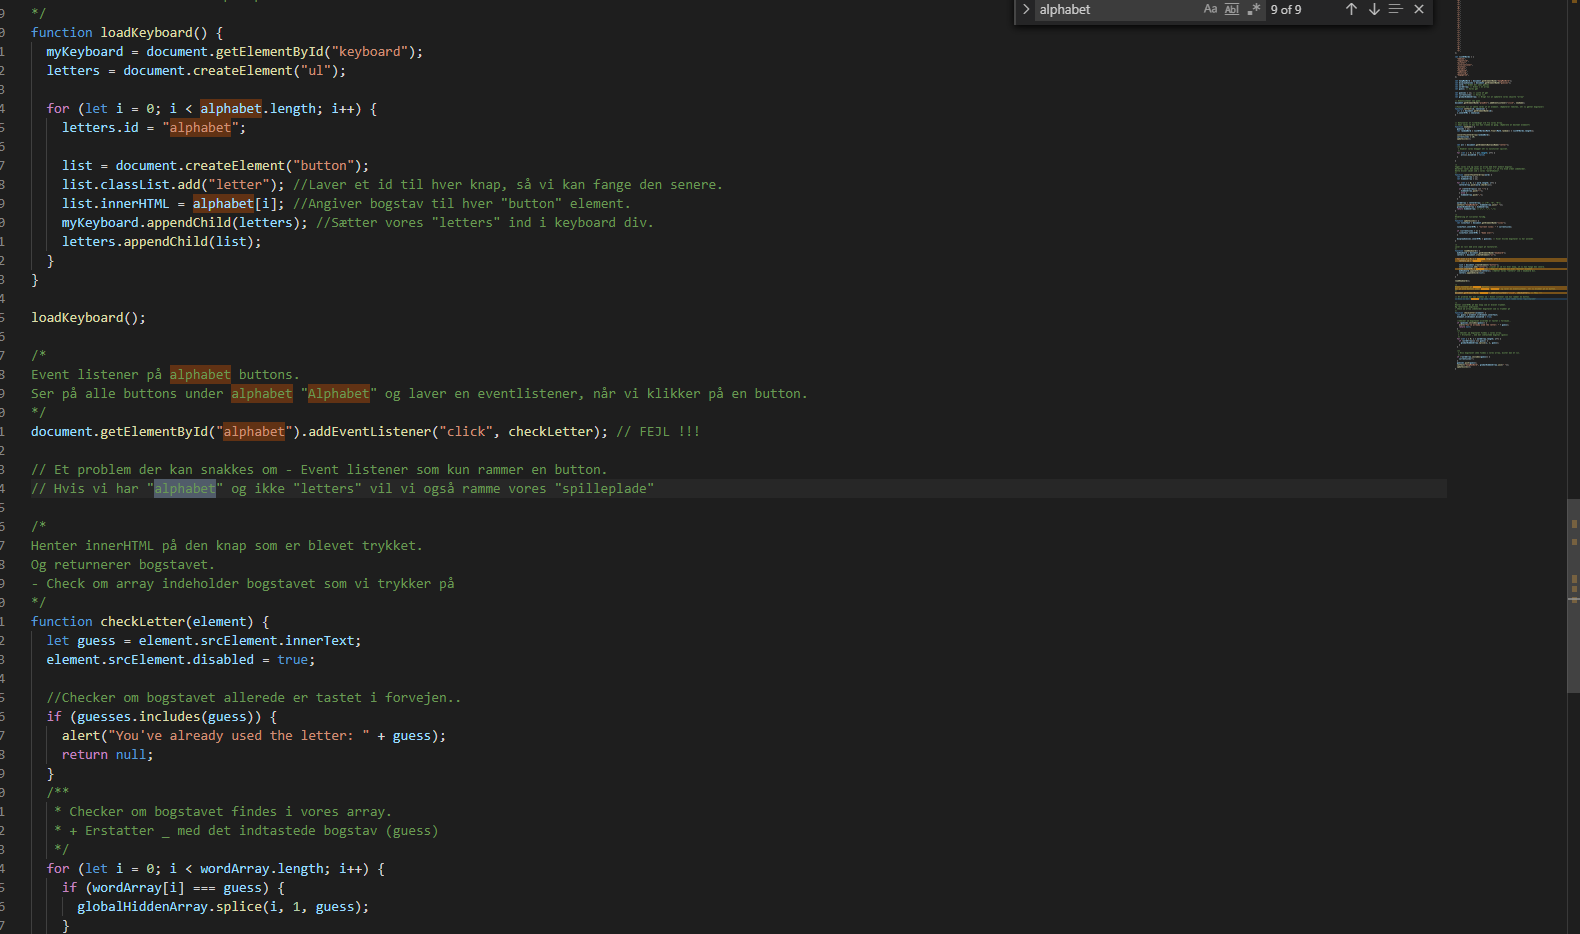 alphabet Aa Abl .* 9 of 9
*/
function loadKeyboard() {
myKeyboard = document.getElementById("keyboard");
letters = document.createElement("ul");
for (let i = 0; i < alphabet.length; i++) {
letters.id = "alphabet";
list = document.createElement("button");
list.classList.add("letter"); //Laver et id til hver knap, så vi kan fange den senere.
list.innerHTML = alphabet[i]; //Angiver bogstav til hver "button" element.
myKeyboard.appendChild(letters); //Sætter vores "letters" ind i keyboard div.
letters.appendChild(list);
}
}
loadKeyboard();
/*
Event listener på alphabet buttons.
Ser på alle buttons under alphabet "Alphabet" og laver en eventlistener, når vi klikker på en button.
*/
document.getElementById("alphabet").addEventListener("click", checkLetter); // FEJL !!!
// Et problem der kan snakkes om - Event listener som kun rammer en button.
// Hvis vi har "alphabet" og ikke "letters" vil vi også ramme vores "spilleplade"
/*
Henter innerHTML på den knap som er blevet trykket.
Og returnerer bogstavet.
- Check om array indeholder bogstavet som vi trykker på
*/
function checkLetter(element) {
let guess = element.srcElement.innerText;
element.srcElement.disabled = true;
//Checker om bogstavet allerede er tastet i forvejen..
if (guesses.includes(guess)) {
alert("You've already used the letter: " + guess);
return null;
}
/**
* Checker om bogstavet findes i vores array.
* + Erstatter _ med det indtastede bogstav (guess)
*/
for (let i = 0; i < wordArray.length; i++) {
if (wordArray[i] === guess) {
globalHiddenArray.splice(i, 1, guess);
}